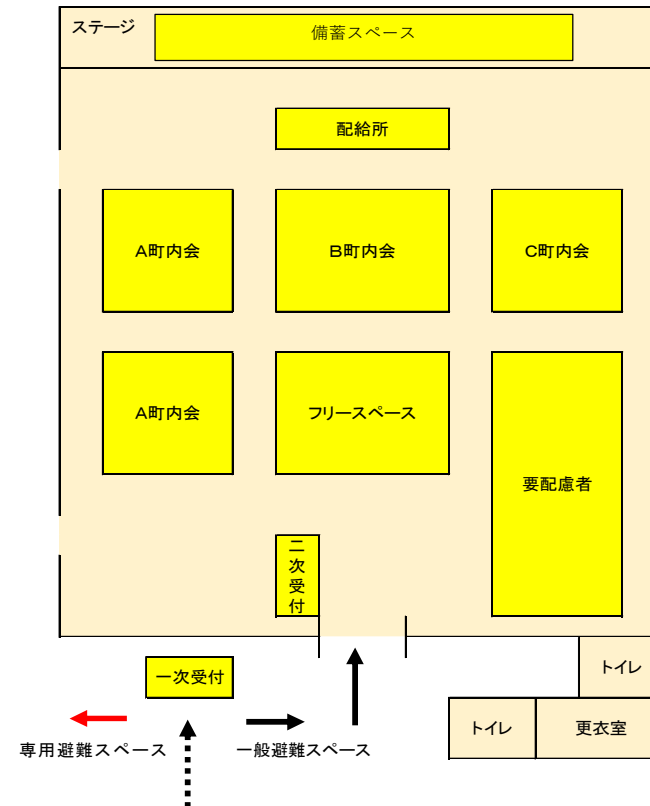 ステージ
備蓄スペース
配給所
A町内会
B町内会
C町内会
A町内会
フリースペース
要配慮者
二次受付
一次受付
トイレ
専用避難スペース
一般避難スペース
トイレ
更衣室